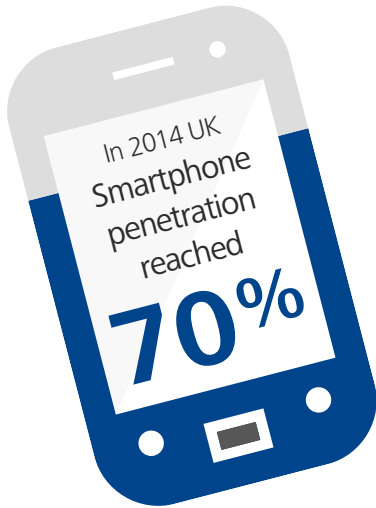 In 2014 UK
Smartphone
penetration
reached
70%